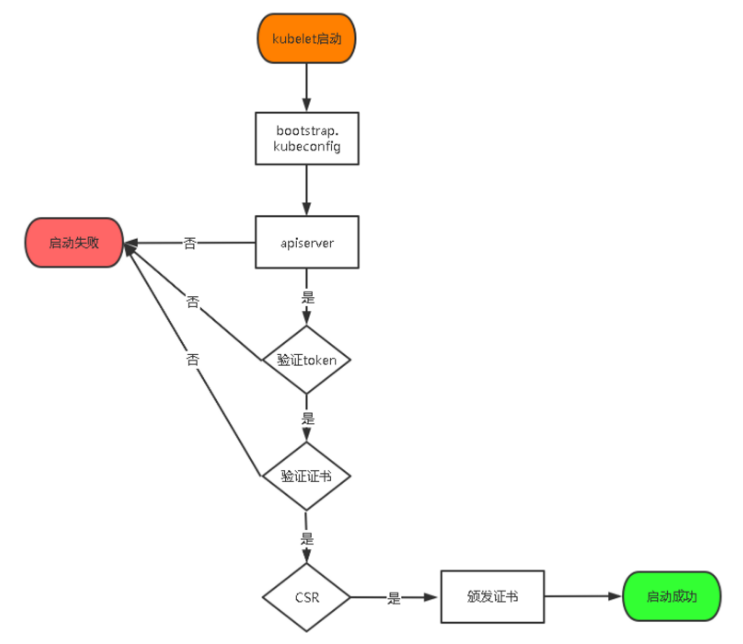 kubelet启动
bootstrap.
kubeconfig
启动失败
否
apiserver
是
否
验证token
否
是
验证证书
是
CSR
是
颁发证书
启动成功